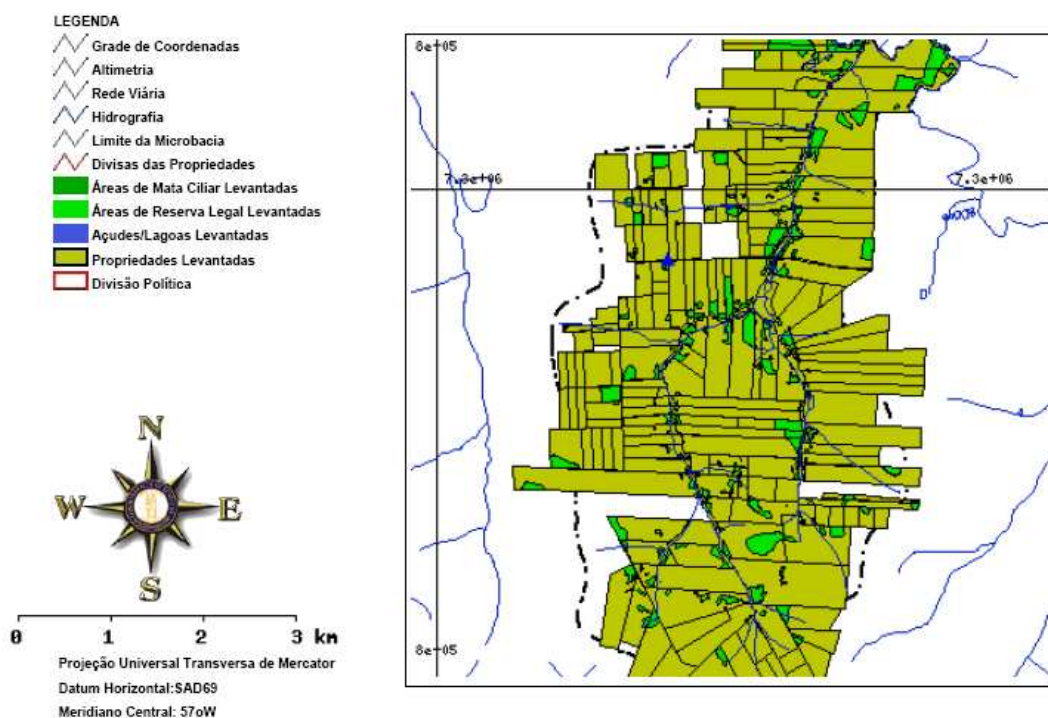 LEGENDA
Grade de Coordenadas
Altimetria
Rede Viária
Hidrografia
Limite da Microbacia
Divisas das Propriedades
Áreas de Mata Ciliar Levantadas
Áreas de Reserva Legal Levantadas
Açudes/Lagoas Levantadas
Propriedades Levantadas
Divisão Política
N
W E
S
0 1 2 3 km
Projeção Universal Transversa de Mercator
Datum Horizontal:SAD69
Meridiano Central: 57oW
8e+05
7.3e+06 7.3e+06
8e+05